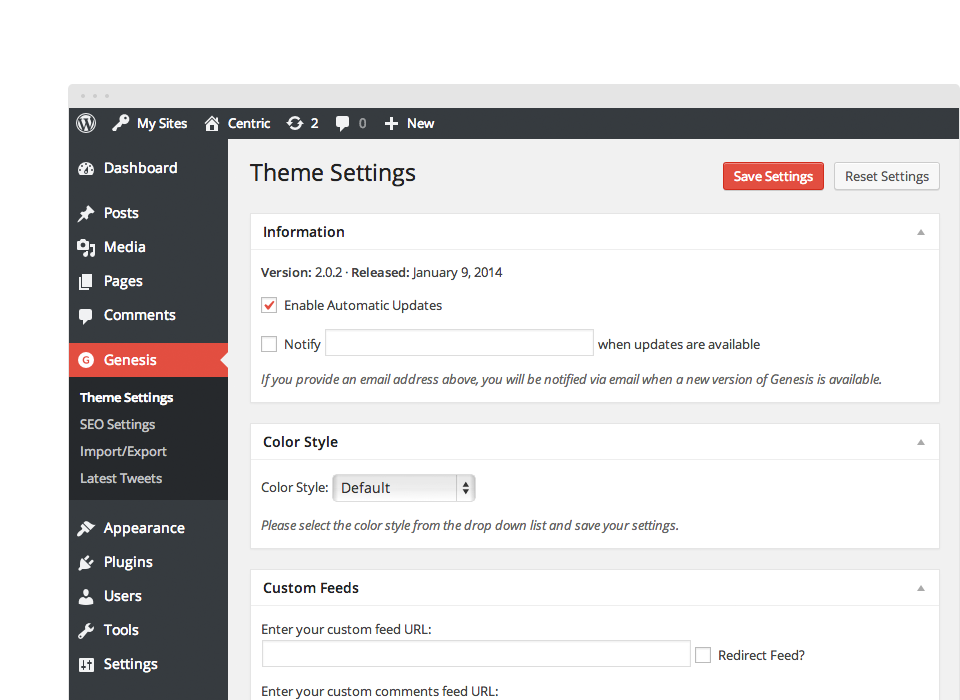 My Sites Centric 2 0 New
Dashboard
Posts
Media
Pages
Comments
G Genesis
Theme Settings
SEO Settings
Import/Export
Latest Tweets
Appearance
Plugins
Users
Tools
Settings
Theme Settings
Save Settings Reset Settings
Information
Version: 2.0.2 · Released: January 9, 2014
Enable Automatic Updates
Notify when updates are available
If you provide an email address above, you will be notified via email when a new version of Genesis is available.
Color Style
Color Style: Default
Please select the color style from the drop down list and save your settings.
Custom Feeds
Enter your custom feed URL:
Redirect Feed?
Enter your custom comments feed URL: